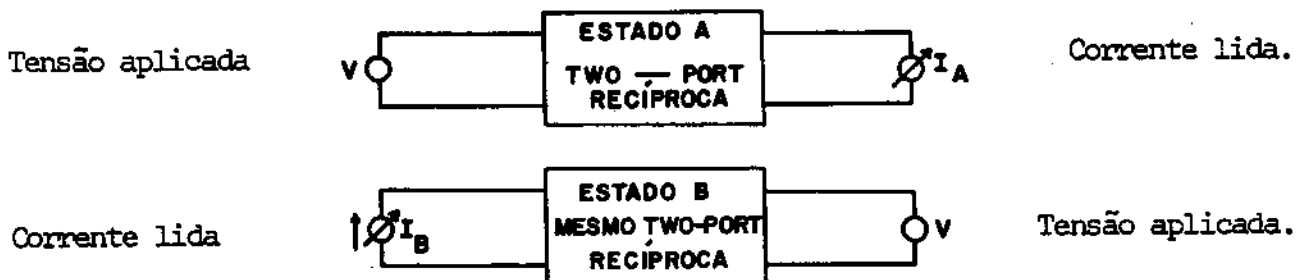 ESTADO A
Tensão aplicada V TWO — PORT I A Corrente lida.
RECÍPROCA
ESTADO B
Corrente lida I B MESMO TWO-PORT V Tensão aplicada.
RECÍPROCA